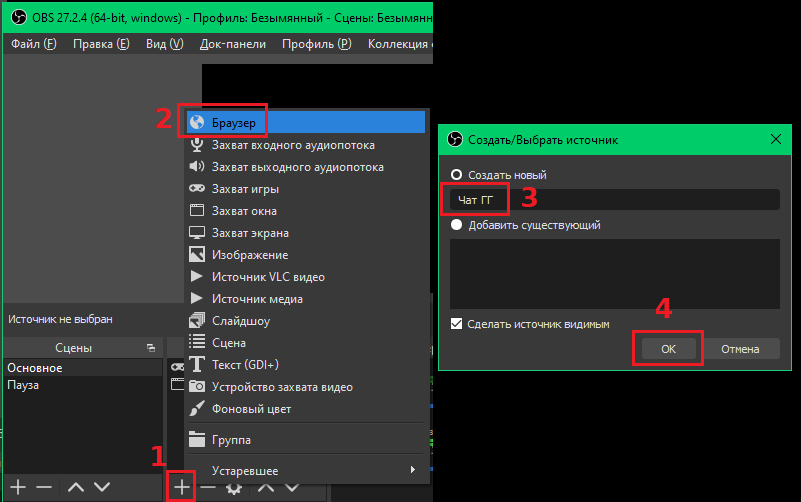 OBS 27.2.4 (64-bit, windows) - Профиль: Безымянный - Сцены: Безымян
Файл (F) Правка (E) Вид (V) Док-панели Профиль (P) Коллекция
2 Браузер
Захват входного аудиопотока
Захват выходного аудиопотока
Захват игры
Захват окна
Захват экрана
Изображение
Источник VLC видео
Источник медиа
Слайдшоу
Сцена
Текст (GDI+)
Устройство захвата видео
Фоновый цвет
Группа
Устаревшее
Источник не выбран
Сцены
Основное
Пауза
1
Создать/Выбрать источник
Создать новый
Чат ГГ 3
Добавить существующий
Сделать источник видимым
4
OK Отмена